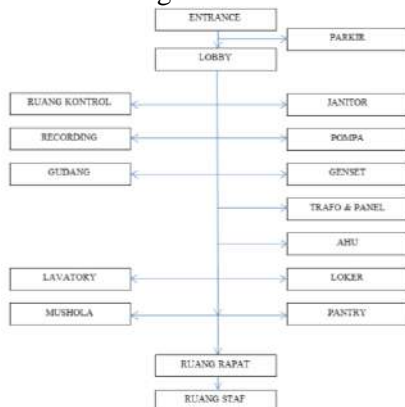 ENTRANCE
PARKIR
LOBBY
RUANG KONTROL
JANITOR
RECORDING
POMPA
GUDANG
GENSET
TRAFO & PANEL
AHU
LAVATORY
LOKER
MUSHOLA
PANTRY
RUANG RAPAT
RUANG STAF